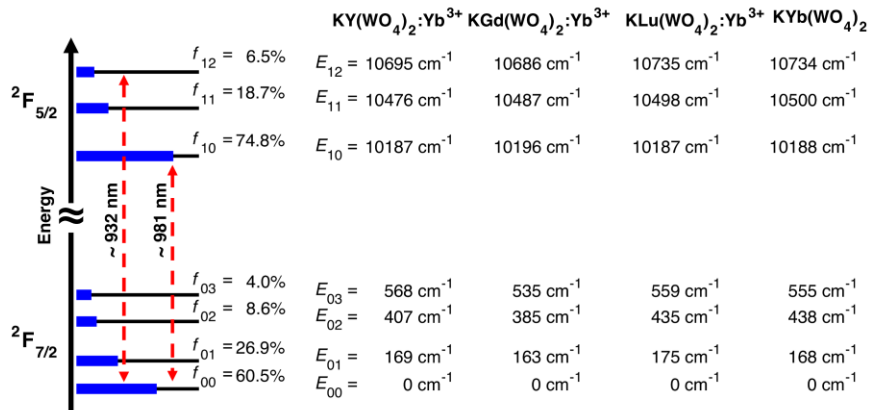 KY(WO₄)₂:Yb³⁺ KGd(WO₄)₂:Yb³⁺ KLu(WO₄)₂:Yb³⁺ KYb(WO₄)₂
f₁₂ = 6.5% E₁₂ = 10695 cm⁻¹ 10686 cm⁻¹ 10735 cm⁻¹ 10734 cm⁻¹
²F₅/₂
f₁₁ = 18.7% E₁₁ = 10476 cm⁻¹ 10487 cm⁻¹ 10498 cm⁻¹ 10500 cm⁻¹
f₁₀ = 74.8% E₁₀ = 10187 cm⁻¹ 10196 cm⁻¹ 10187 cm⁻¹ 10188 cm⁻¹
Energy
≈
~ 932 nm
~ 981 nm
f₀₃ = 4.0% E₀₃ = 568 cm⁻¹ 535 cm⁻¹ 559 cm⁻¹ 555 cm⁻¹
f₀₂ = 8.6% E₀₂ = 407 cm⁻¹ 385 cm⁻¹ 435 cm⁻¹ 438 cm⁻¹
²F₇/₂
f₀₁ = 26.9% E₀₁ = 169 cm⁻¹ 163 cm⁻¹ 175 cm⁻¹ 168 cm⁻¹
f₀₀ = 60.5% E₀₀ = 0 cm⁻¹ 0 cm⁻¹ 0 cm⁻¹ 0 cm⁻¹